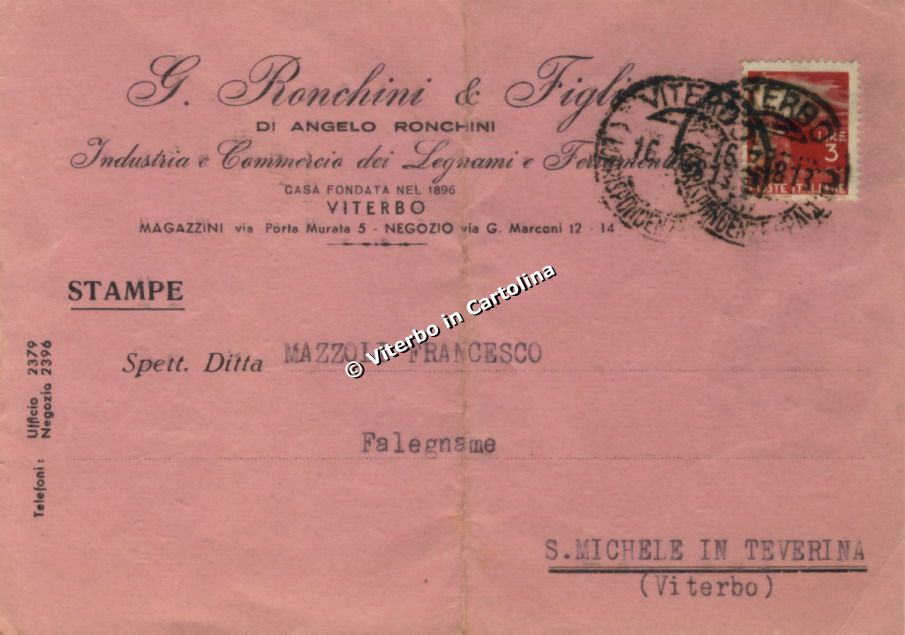 G. Ronchini & Figli
DI ANGELO RONCHINI
Industria e Commercio dei Legnami e Ferramenta
CASA FONDATA NEL 1896
VITERBO
MAGAZZINI via Porta Murata 5 - NEGOZIO via G. Marconi 12 - 14
VITERBO
LIRE
3
POSTE ITALIANE
STAMPE
Spett. Ditta MAZZOLI FRANCESCO
© Viterbo in Cartolina
Falegname
S. MICHELE IN TEVERINA
(Viterbo)
Telefoni: Ufficio 2379
Negozio 2396